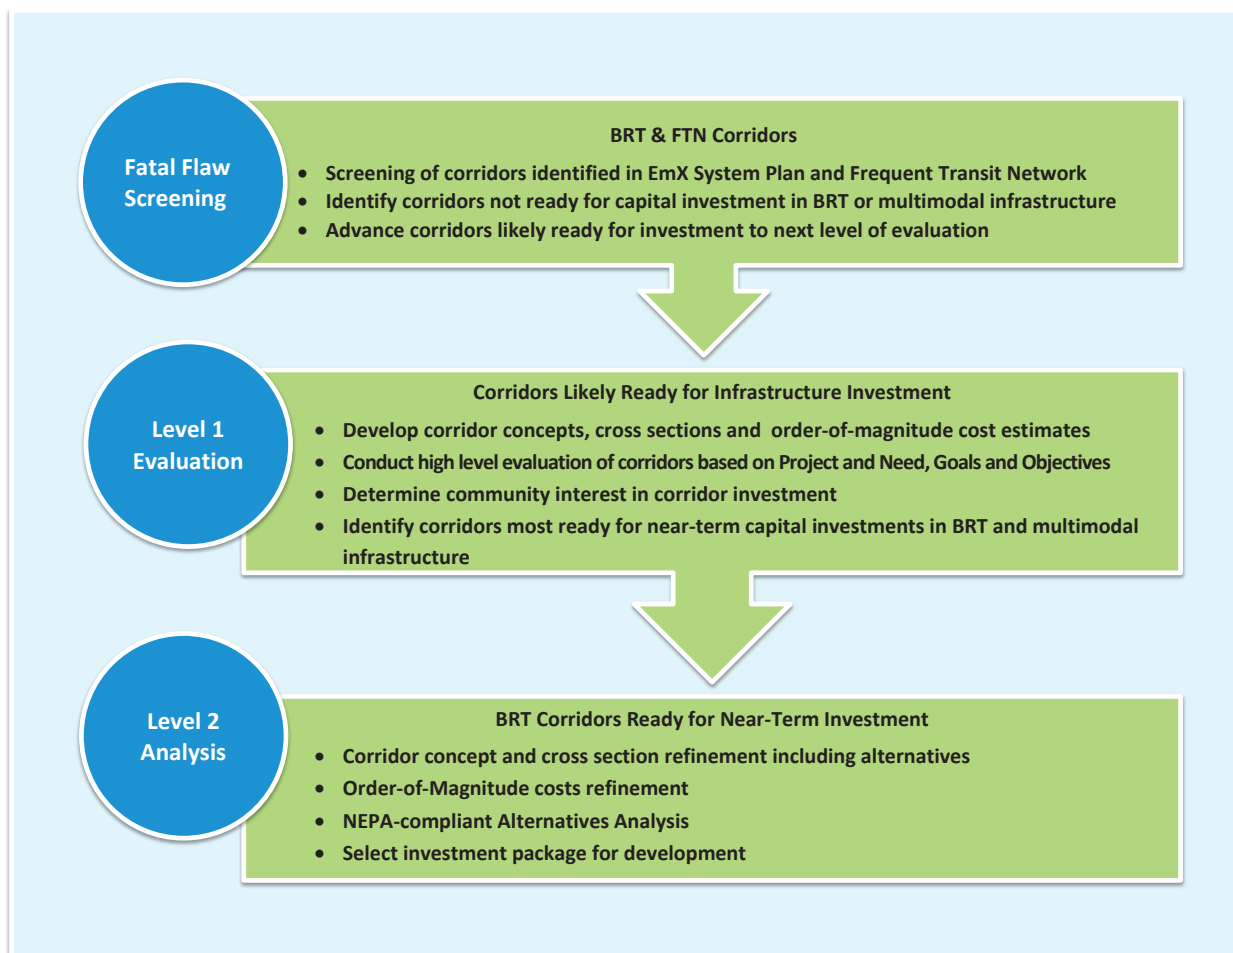 Fatal Flaw
Screening
BRT & FTN Corridors
• Screening of corridors identified in EmX System Plan and Frequent Transit Network
• Identify corridors not ready for capital investment in BRT or multimodal infrastructure
• Advance corridors likely ready for investment to next level of evaluation
Level 1
Evaluation
Corridors Likely Ready for Infrastructure Investment
• Develop corridor concepts, cross sections and order-of-magnitude cost estimates
• Conduct high level evaluation of corridors based on Project and Need, Goals and Objectives
• Determine community interest in corridor investment
• Identify corridors most ready for near-term capital investments in BRT and multimodal
infrastructure
Level 2
Analysis
BRT Corridors Ready for Near-Term Investment
• Corridor concept and cross section refinement including alternatives
• Order-of-Magnitude costs refinement
• NEPA-compliant Alternatives Analysis
• Select investment package for development